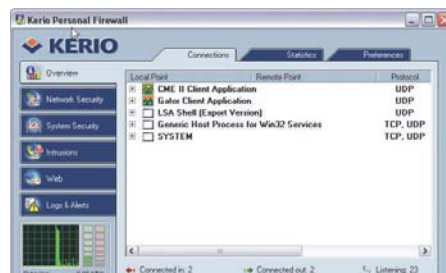 Kerio Personal Firewall
KERIO
Connections Statistics Preferences
Overview
Network Security
System Security
Intrusions
Web
Logs & Alerts
Local Point Remote Point Protocol
CME II Client Application UDP
Gator Client Application UDP
LSA Shell (Export Version) UDP
Generic Host Process for Win32 Services TCP, UDP
SYSTEM TCP, UDP
Connected in: 2 Connected out: 2 Listening: 23